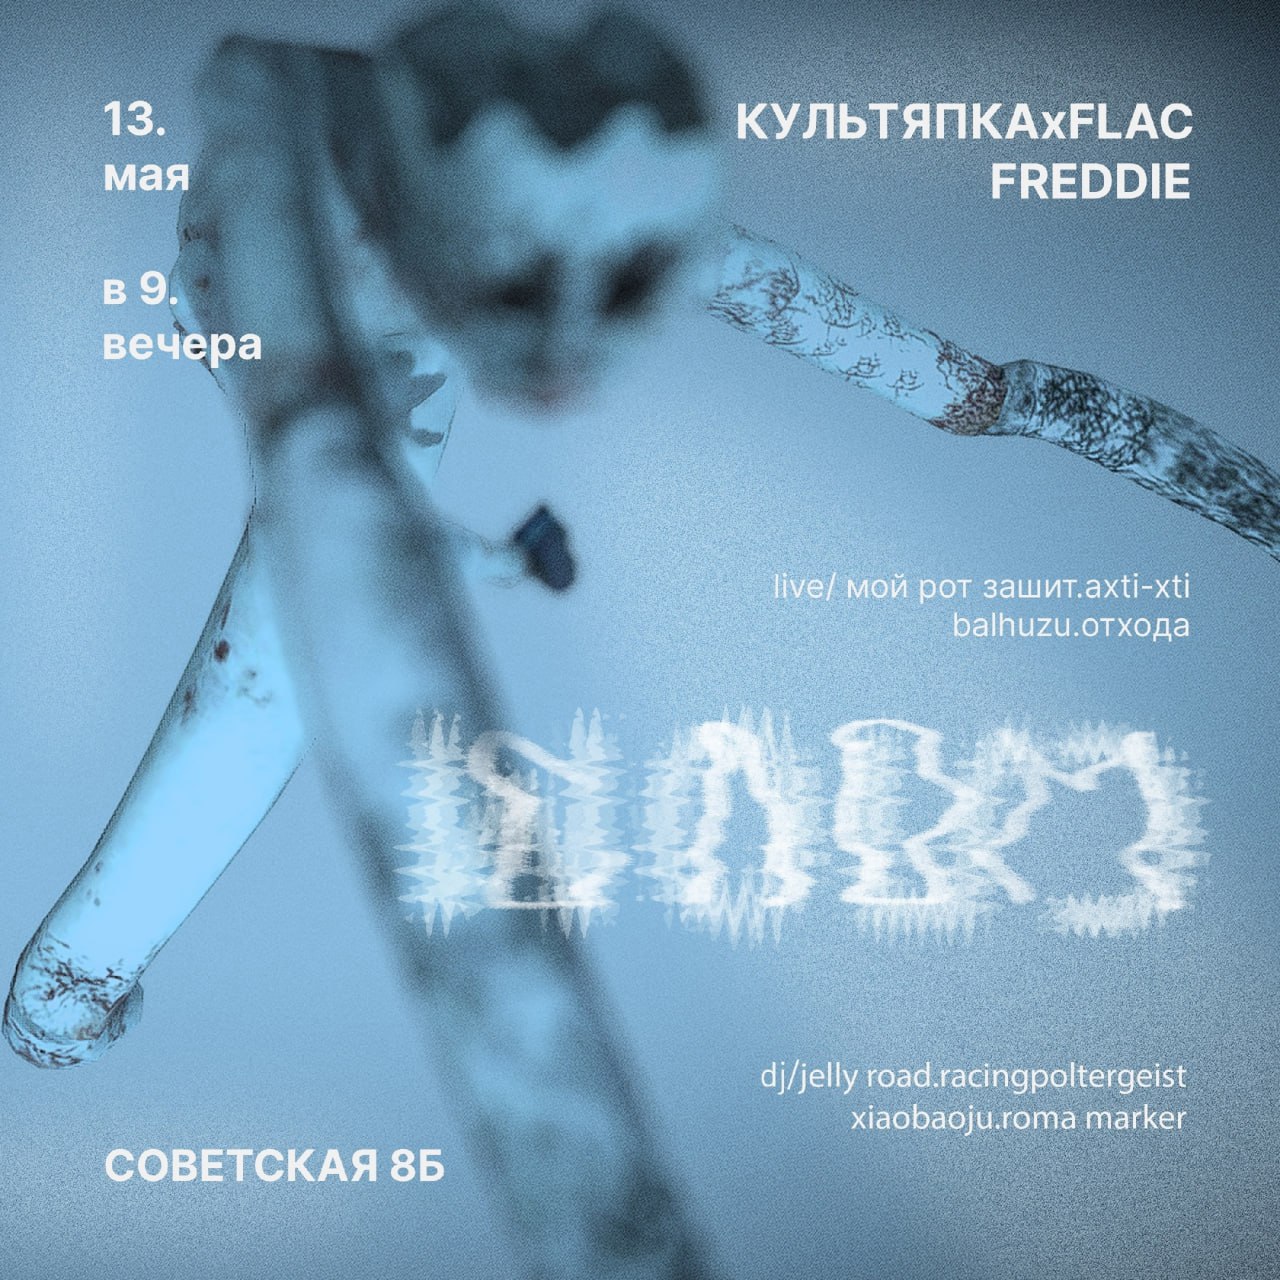 13.
мая
в 9.
вечера
КУЛЬТЯПКАxFLAC
FREDDIE
live/ мой рот зашит.axti-xti
balhuzu.отхода
dj/jelly road.racingpoltergeist
xiaobaoju.roma marker
СОВЕТСКАЯ 8Б